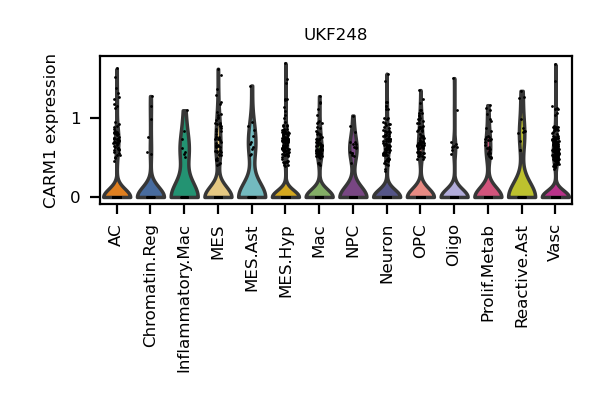 UKF248
CARM1 expression
1
0
AC
Chromatin.Reg
Inflammatory.Mac
MES
MES.Ast
MES.Hyp
Mac
NPC
Neuron
OPC
Oligo
Prolif.Metab
Reactive.Ast
Vasc